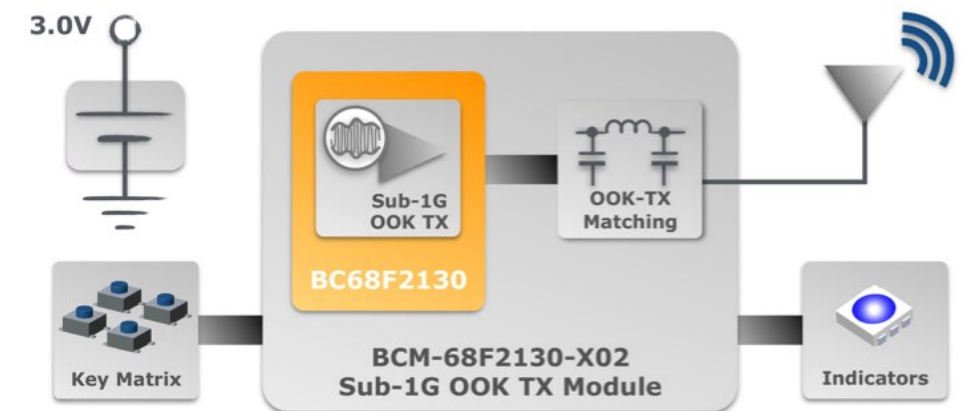 3.0V
Sub-1G
OOK TX
BC68F2130
OOK-TX
Matching
Key Matrix
BCM-68F2130-X02
Sub-1G OOK TX Module
Indicators